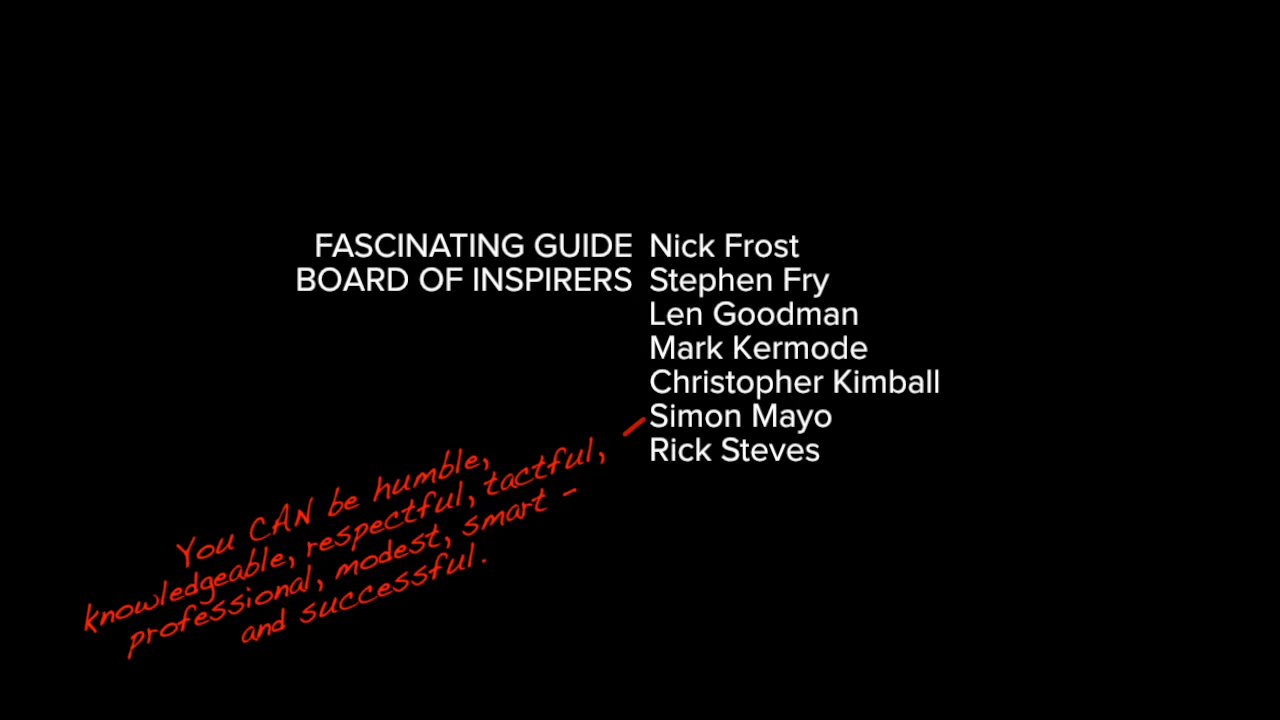 FASCINATING GUIDE Nick Frost
BOARD OF INSPIRERS Stephen Fry
Len Goodman
Mark Kermode
Christopher Kimball
Simon Mayo
Rick Steves
You CAN be humble,
knowledgeable, respectful, tactful,
professional, modest, smart -
and successful.